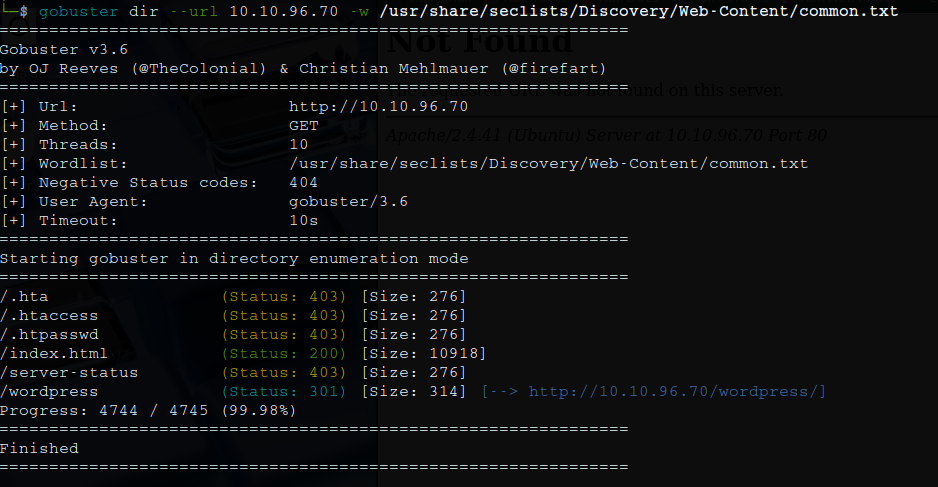 └─$ gobuster dir --url 10.10.96.70 -w /usr/share/seclists/Discovery/Web-Content/common.txt
===============================================================
Gobuster v3.6
by OJ Reeves (@TheColonial) & Christian Mehlmauer (@firefart)
===============================================================
[+] Url:                     http://10.10.96.70
[+] Method:                  GET
[+] Threads:                 10
[+] Wordlist:                /usr/share/seclists/Discovery/Web-Content/common.txt
[+] Negative Status codes:   404
[+] User Agent:              gobuster/3.6
[+] Timeout:                 10s
===============================================================
Starting gobuster in directory enumeration mode
===============================================================
/.hta                 (Status: 403) [Size: 276]
/.htaccess            (Status: 403) [Size: 276]
/.htpasswd            (Status: 403) [Size: 276]
/index.html           (Status: 200) [Size: 10918]
/server-status        (Status: 403) [Size: 276]
/wordpress            (Status: 301) [Size: 314] [--> http://10.10.96.70/wordpress/]
Progress: 4744 / 4745 (99.98%)
===============================================================
Finished
===============================================================
Not Found
The requested URL was not found on this server.
Apache/2.4.41 (Ubuntu) Server at 10.10.96.70 Port 80